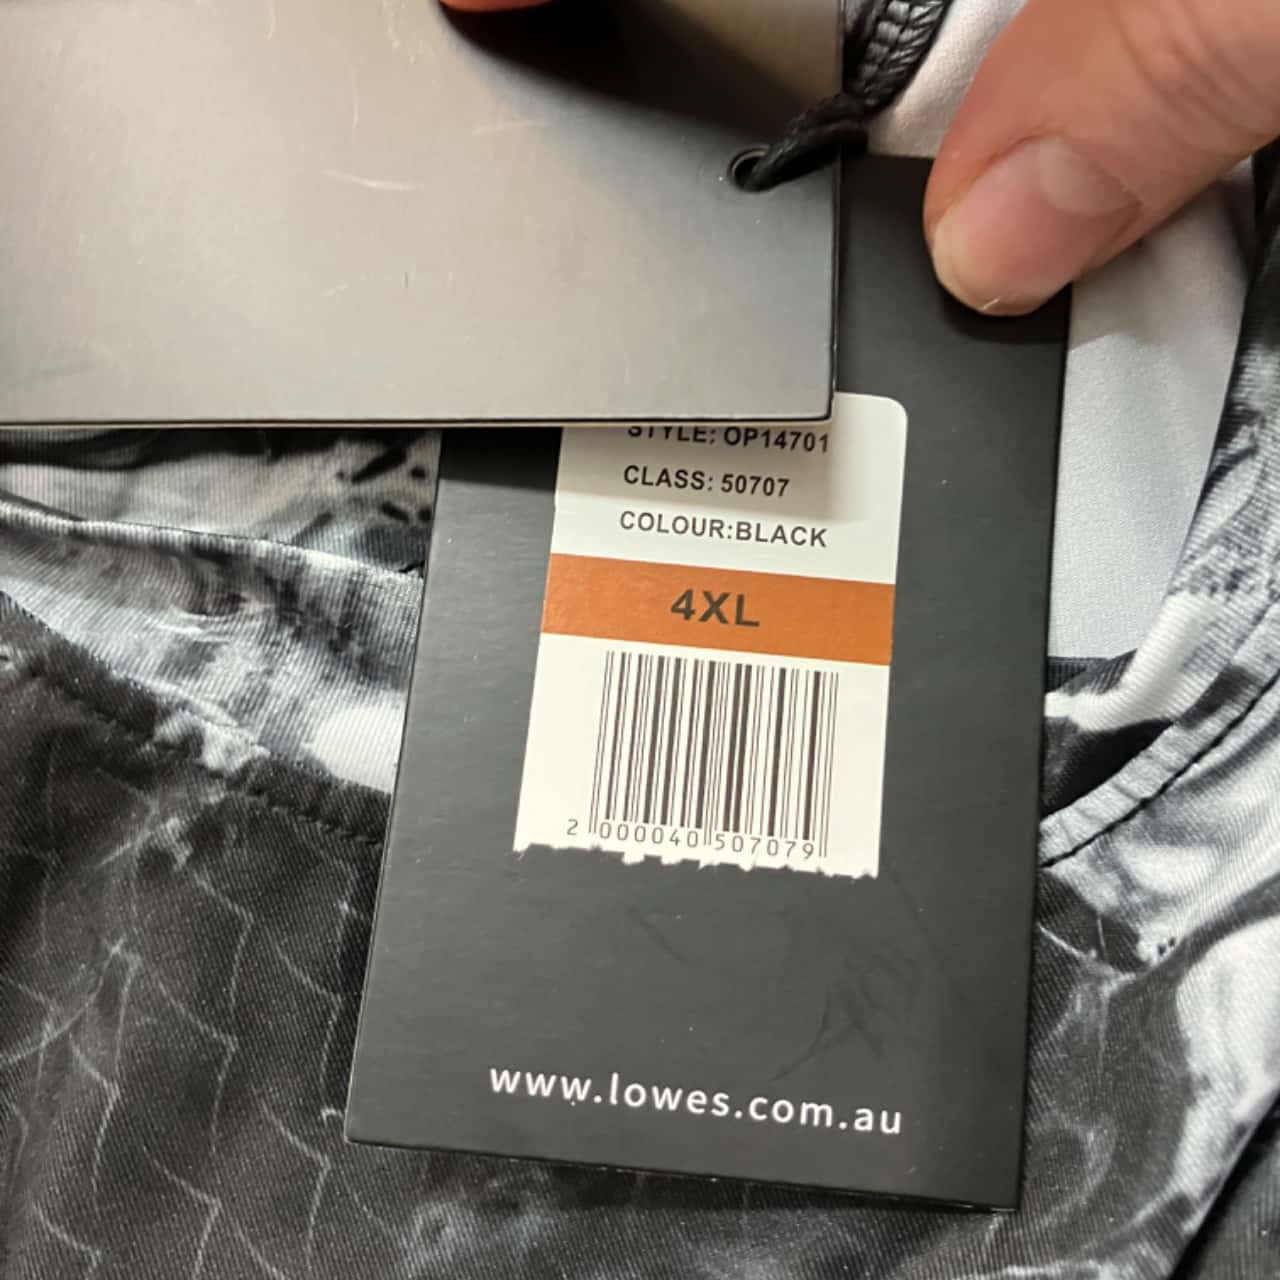 STYLE: OP14701
CLASS: 50707
COLOUR:BLACK
4XL
2 000040 507079
www.lowes.com.au